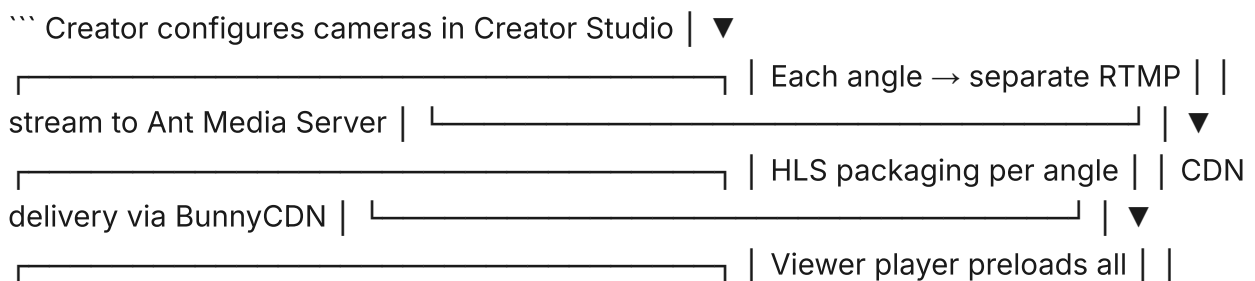 ``` Creator configures cameras in Creator Studio │ ▼
┌─────────────────────────────────┐ │ Each angle → separate RTMP │ │
stream to Ant Media Server │ └─────────────────────────────────┘ │ ▼
┌─────────────────────────────────┐ │ HLS packaging per angle │ │ CDN
delivery via BunnyCDN │ └─────────────────────────────────┘ │ ▼
┌─────────────────────────────────┐ │ Viewer player preloads all │ │